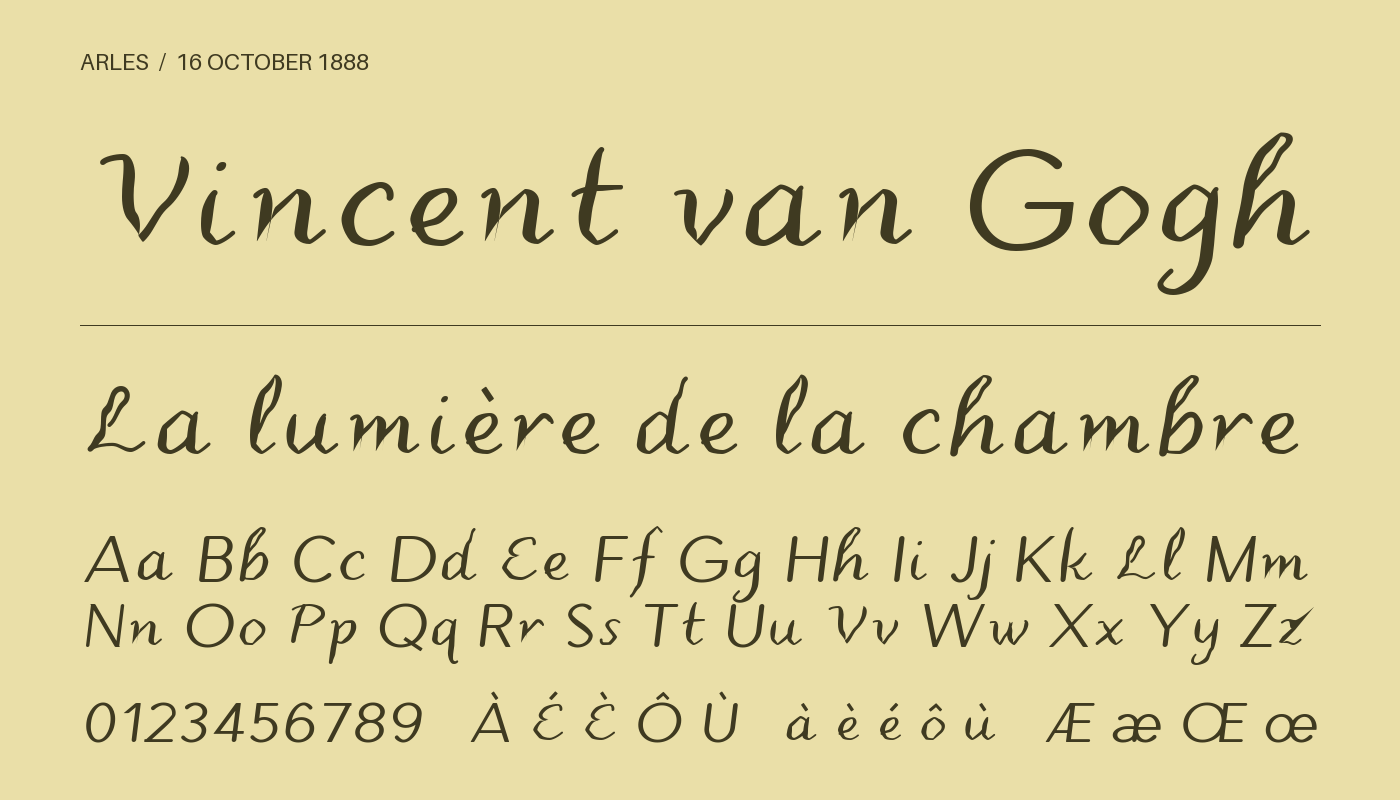 ARLES / 16 OCTOBER 1888
Vincent van Gogh
La lumière de la chambre
Aa Bb Cc Dd Ee Ff Gg Hh Ii Jj Kk Ll Mm
Nn Oo Pp Qq Rr Ss Tt Uu Vv Ww Xx Yy Zz
0123456789 À É È Ô Ù à è é ô ù Æ æ Œ œ